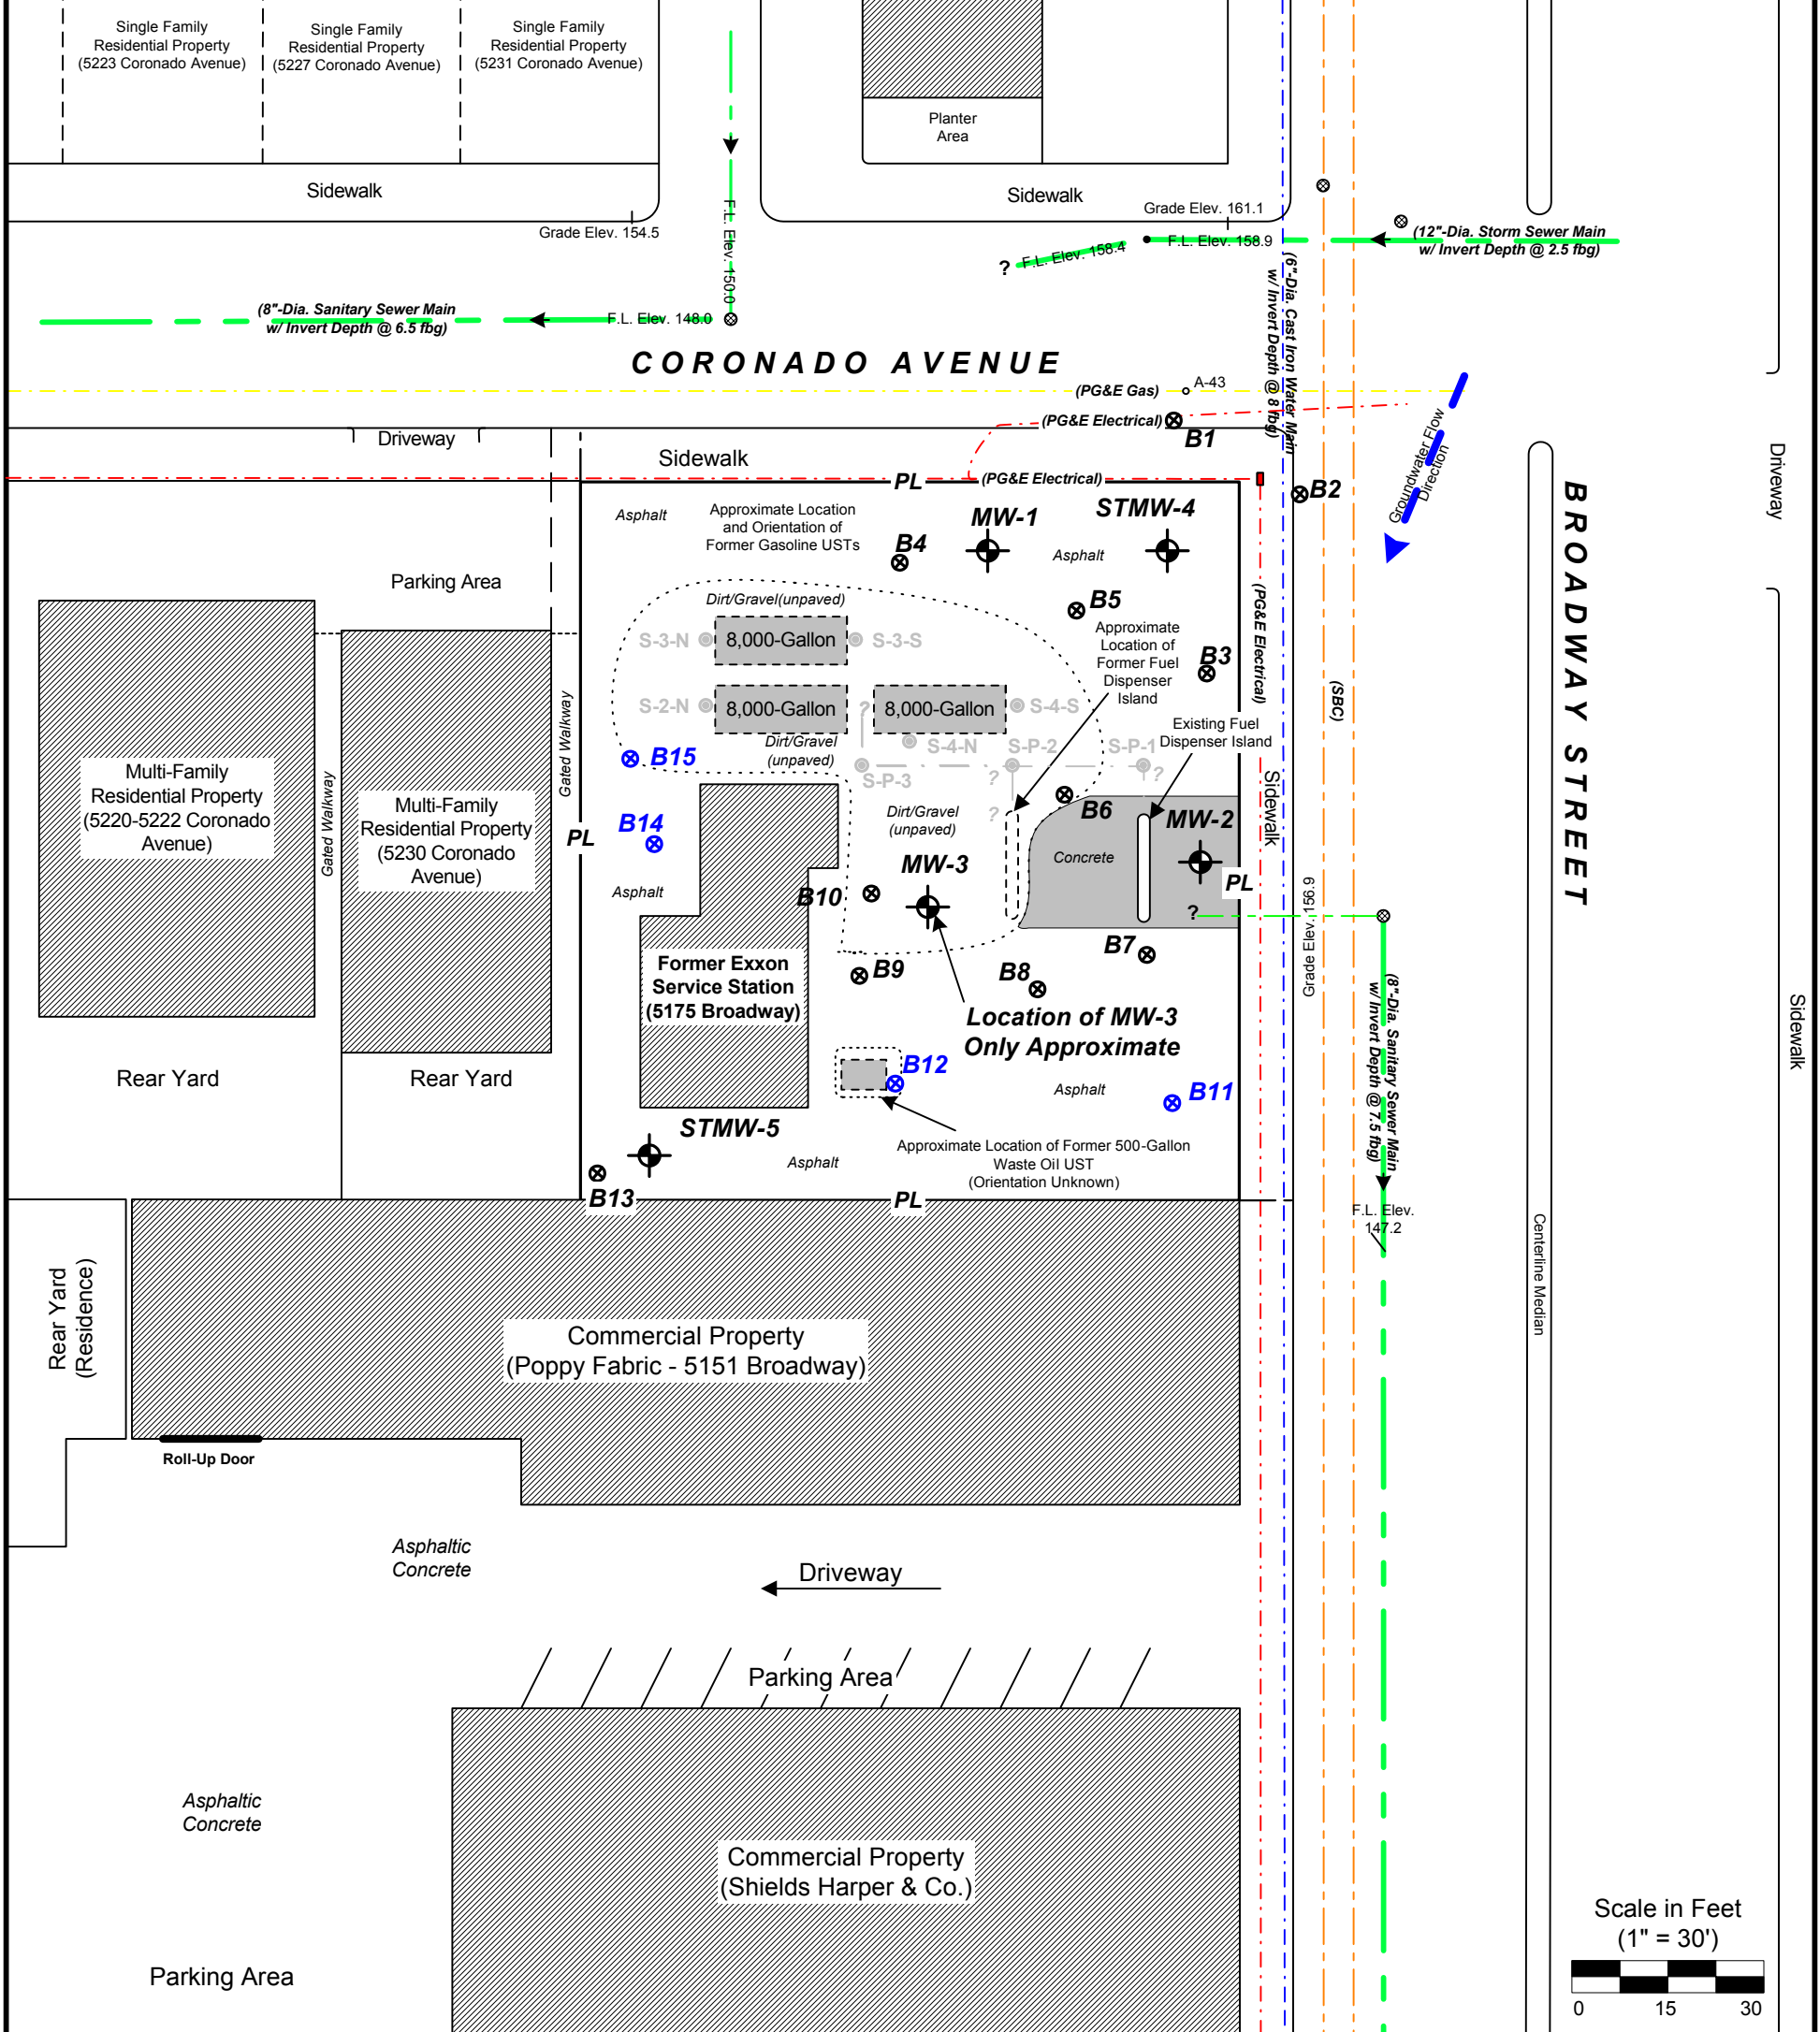 Single Family
Residential Property
(5223 Coronado Avenue)
Single Family
Residential Property
(5227 Coronado Avenue)
Single Family
Residential Property
(5231 Coronado Avenue)
Planter
Area
Sidewalk
Sidewalk
Grade Elev. 154.5
Grade Elev. 161.1
F.L. Elev. 150.0
F.L. Elev. 158.9
F.L. Elev. 158.4
?
(12"-Dia. Storm Sewer Main
w/ Invert Depth @ 2.5 fbg)
(8"-Dia. Sanitary Sewer Main
w/ Invert Depth @ 6.5 fbg)
F.L. Elev. 148.0
(6"-Dia. Cast Iron Water Main
w/ Invert Depth @ 8 fbg)
CORONADO AVENUE
(PG&E Gas)
A-43
(PG&E Electrical)
B1
Groundwater Flow
Direction
Driveway
Sidewalk
Driveway
PL
(PG&E Electrical)
B2
BROADWAY STREET
Asphalt
Approximate Location
and Orientation of
Former Gasoline USTs
MW-1
STMW-4
B4
Asphalt
Parking Area
Dirt/Gravel(unpaved)
B5
(PG&E Electrical)
S-3-N
8,000-Gallon
S-3-S
Approximate
Location of
Former Fuel
Dispenser
Island
B3
(SBC)
S-2-N
8,000-Gallon
?
8,000-Gallon
S-4-S
Existing Fuel
Dispenser Island
Gated Walkway
B15
Dirt/Gravel
(unpaved)
S-4-N
S-P-2
S-P-1
S-P-3
?
?
?
Sidewalk
Multi-Family
Residential Property
(5220-5222 Coronado
Avenue)
Gated Walkway
Multi-Family
Residential Property
(5230 Coronado
Avenue)
PL
B14
Dirt/Gravel
(unpaved)
B6
MW-2
Concrete
MW-3
PL
Asphalt
B10
?
Grade Elev. 156.9
B7
Former Exxon
Service Station
(5175 Broadway)
B9
B8
Location of MW-3
Only Approximate
(8"-Dia. Sanitary Sewer Main
w/ Invert Depth @ 7.5 fbg)
Sidewalk
Rear Yard
Rear Yard
B12
Asphalt
B11
STMW-5
Approximate Location of Former 500-Gallon
Waste Oil UST
(Orientation Unknown)
Asphalt
B13
PL
F.L. Elev.
147.2
Centerline Median
Rear Yard
(Residence)
Commercial Property
(Poppy Fabric - 5151 Broadway)
Roll-Up Door
Asphaltic
Concrete
Driveway
Parking Area
Asphaltic
Concrete
Commercial Property
(Shields Harper & Co.)
Parking Area
Scale in Feet
(1" = 30')
0 15 30